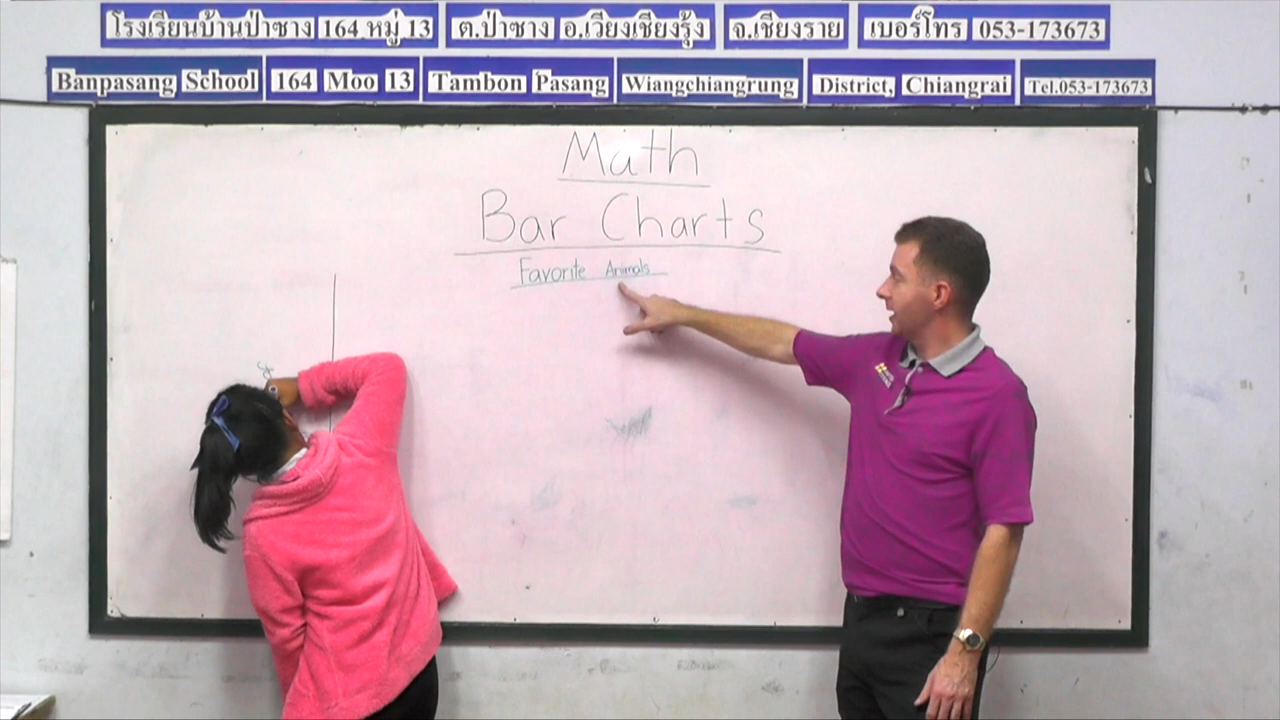 โรงเรียนบ้านป่าซาง 164 หมู่ 13 ต.ป่าซาง อ.เวียงเชียงรุ้ง จ.เชียงราย เบอร์โทร 053-173673
Banpasang School 164 Moo 13 Tambon Pasang Wiangchiangrung District, Chiangrai Tel.053-173673
Math
Bar Charts
Favorite Animals